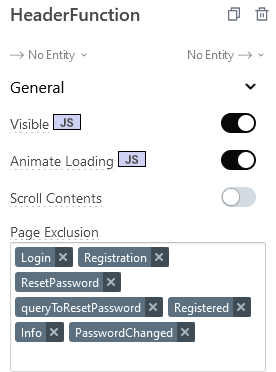 HeaderFunction
No Entity No Entity
General
Visible JS
Animate Loading JS
Scroll Contents
Page Exclusion
Login Registration
ResetPassword
queryToResetPassword Registered
Info PasswordChanged